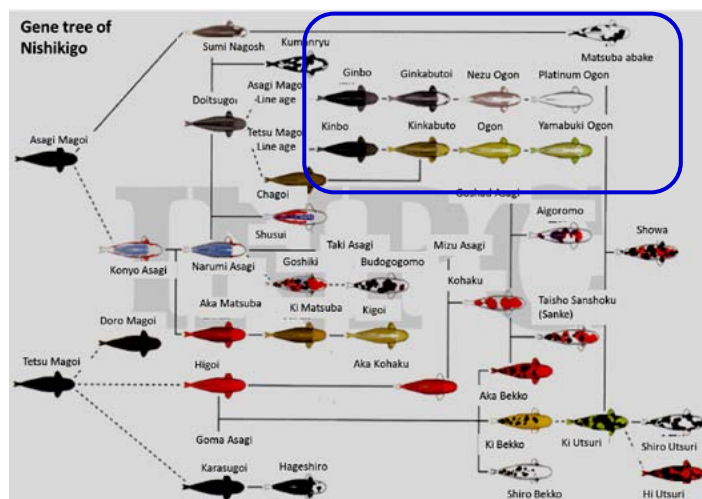 Gene tree of
Nishikigo
Sumi Nagosh
Kumanryu
Matsuba abake
Ginbo
Ginkabutoi
Nezu Ogon
Platinum Ogon
Doitsugoi
Asagi Magoi
Line age
Asagi Magoi
Tetsu Mago
Line age
Kinbo
Kinkabuto
Ogon
Yamabuki Ogon
Chagoi
Goshad Asagi
Aigoromo
Shusui
Showa
Konyo Asagi
Narumi Asagi
Taki Asagi
Mizu Asagi
Goshiki
Budogogomo
Kohaku
Taisho Sanshoku
(Sanke)
Aka Matsuba
Ki Matsuba
Kigoi
Doro Magoi
Tetsu Magoi
Higoi
Aka Kohaku
Aka Bekko
Goma Asagi
Ki Bekko
Ki Utsuri
Shiro Utsuri
Karasugoi
Hageshiro
Shiro Bekko
Hi Utsuri